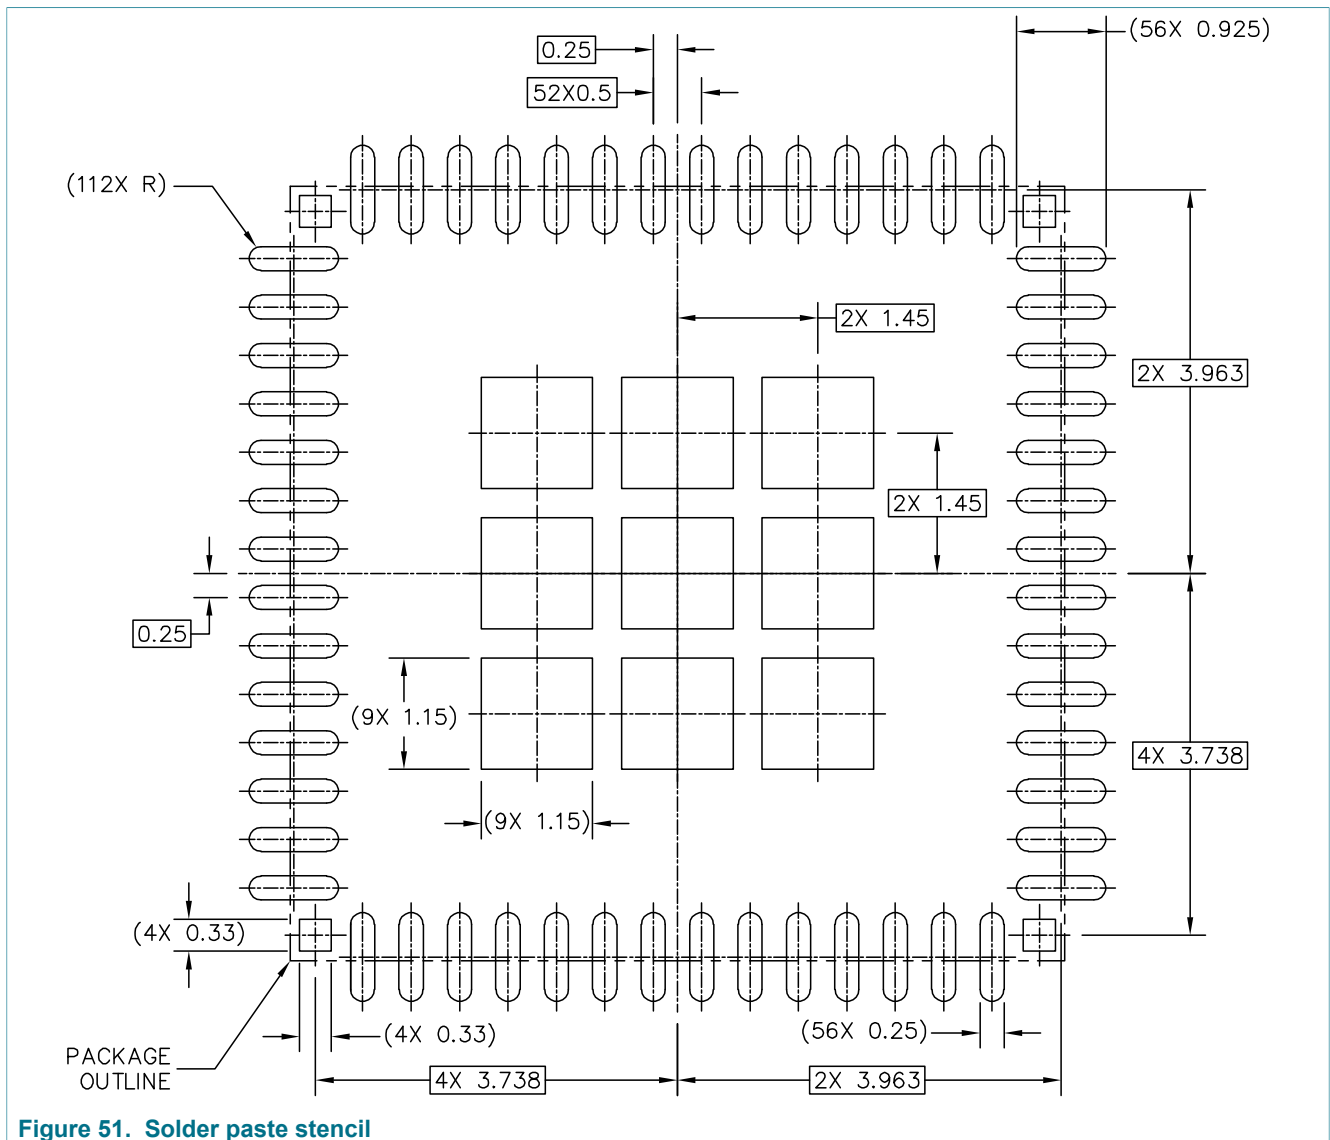 0.25
(56X 0.925)
52X0.5
(112X R)
2X 1.45
2X 3.963
2X 1.45
0.25
(9X 1.15)
4X 3.738
(9X 1.15)
(4X 0.33)
(4X 0.33)
(56X 0.25)
PACKAGE
OUTLINE
4X 3.738
2X 3.963
Figure 51. Solder paste stencil